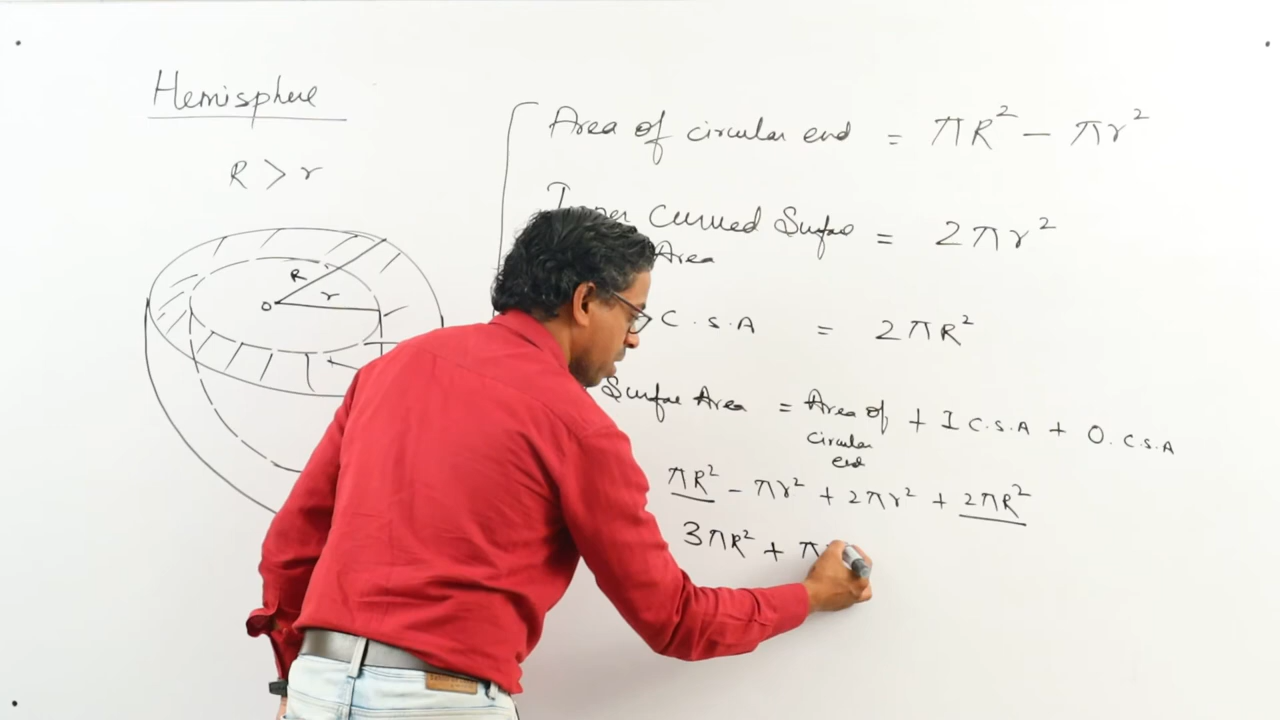 Hemisphere
R > r
R
r
O
Area of circular end = πR² − πr²
Curved Surface = 2πr²
Area
C.S.A = 2πR²
Surface Area = Area of + I C.S.A + O.C.S.A
circular
end
πR² − πr² + 2πr² + 2πR²
3πR² + π